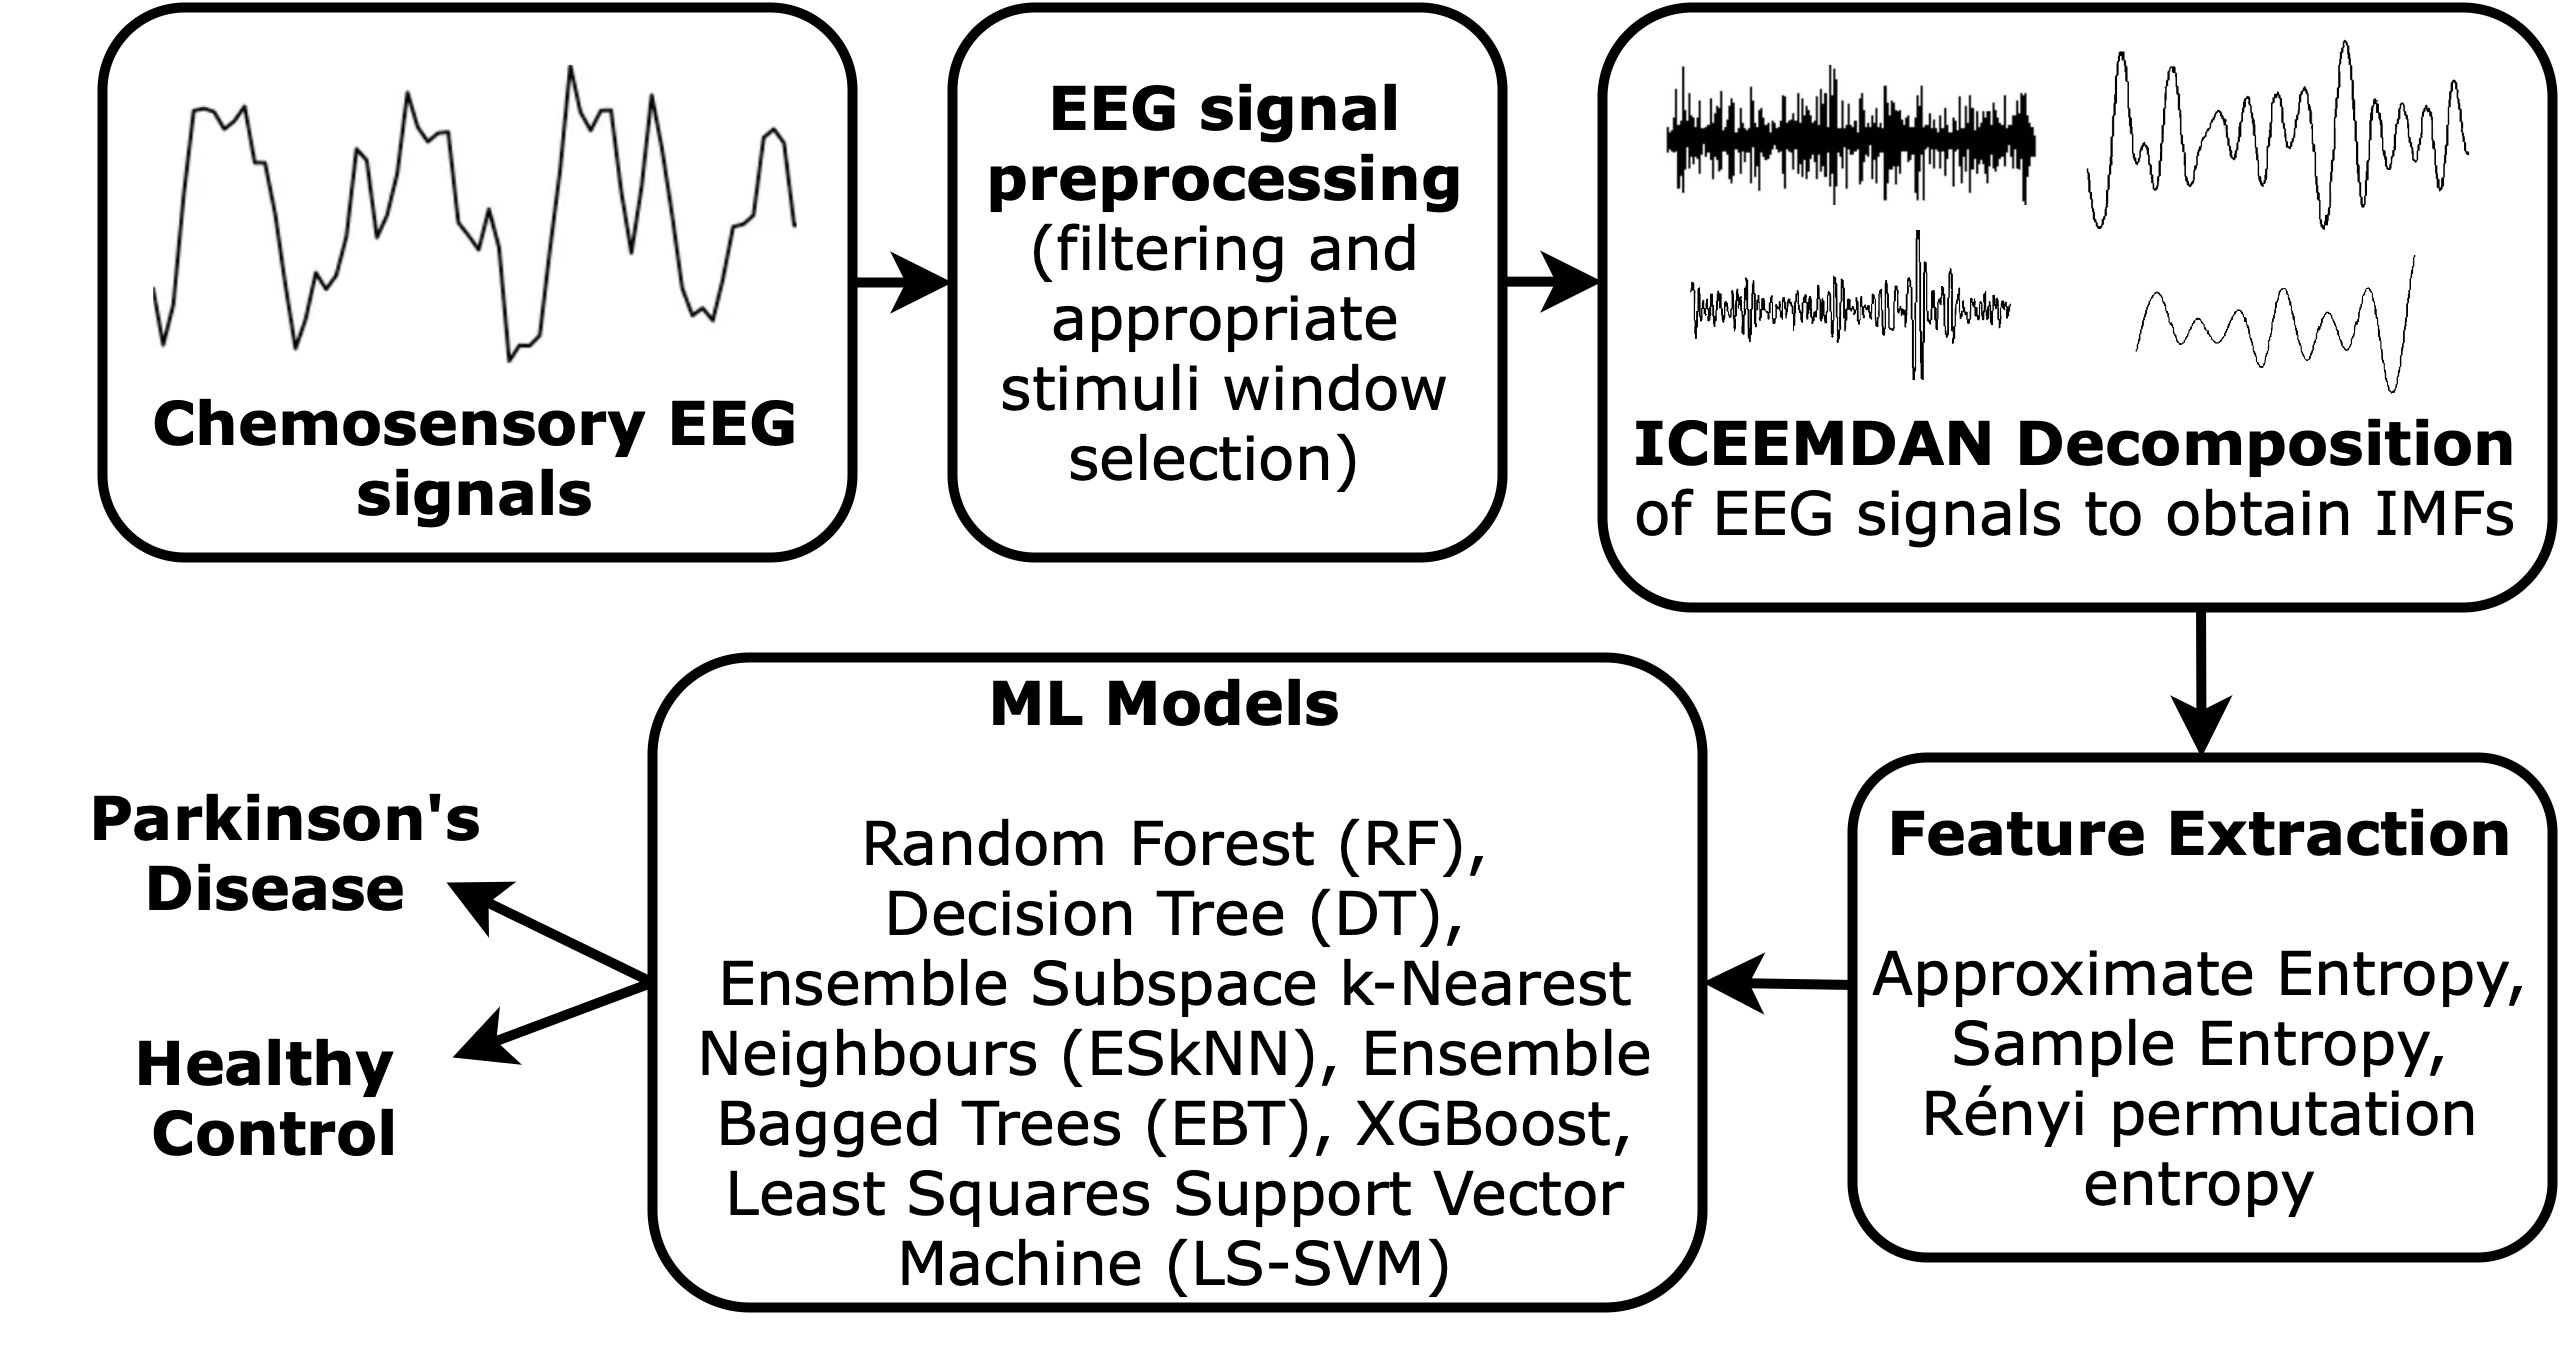 Chemosensory EEG
signals
EEG signal
preprocessing
(filtering and
appropriate
stimuli window
selection)
ICEEMDAN Decomposition
of EEG signals to obtain IMFs
Feature Extraction
Approximate Entropy,
Sample Entropy,
Rényi permutation
entropy
ML Models
Random Forest (RF),
Decision Tree (DT),
Ensemble Subspace k-Nearest
Neighbours (ESkNN), Ensemble
Bagged Trees (EBT), XGBoost,
Least Squares Support Vector
Machine (LS-SVM)
Parkinson's
Disease
Healthy
Control